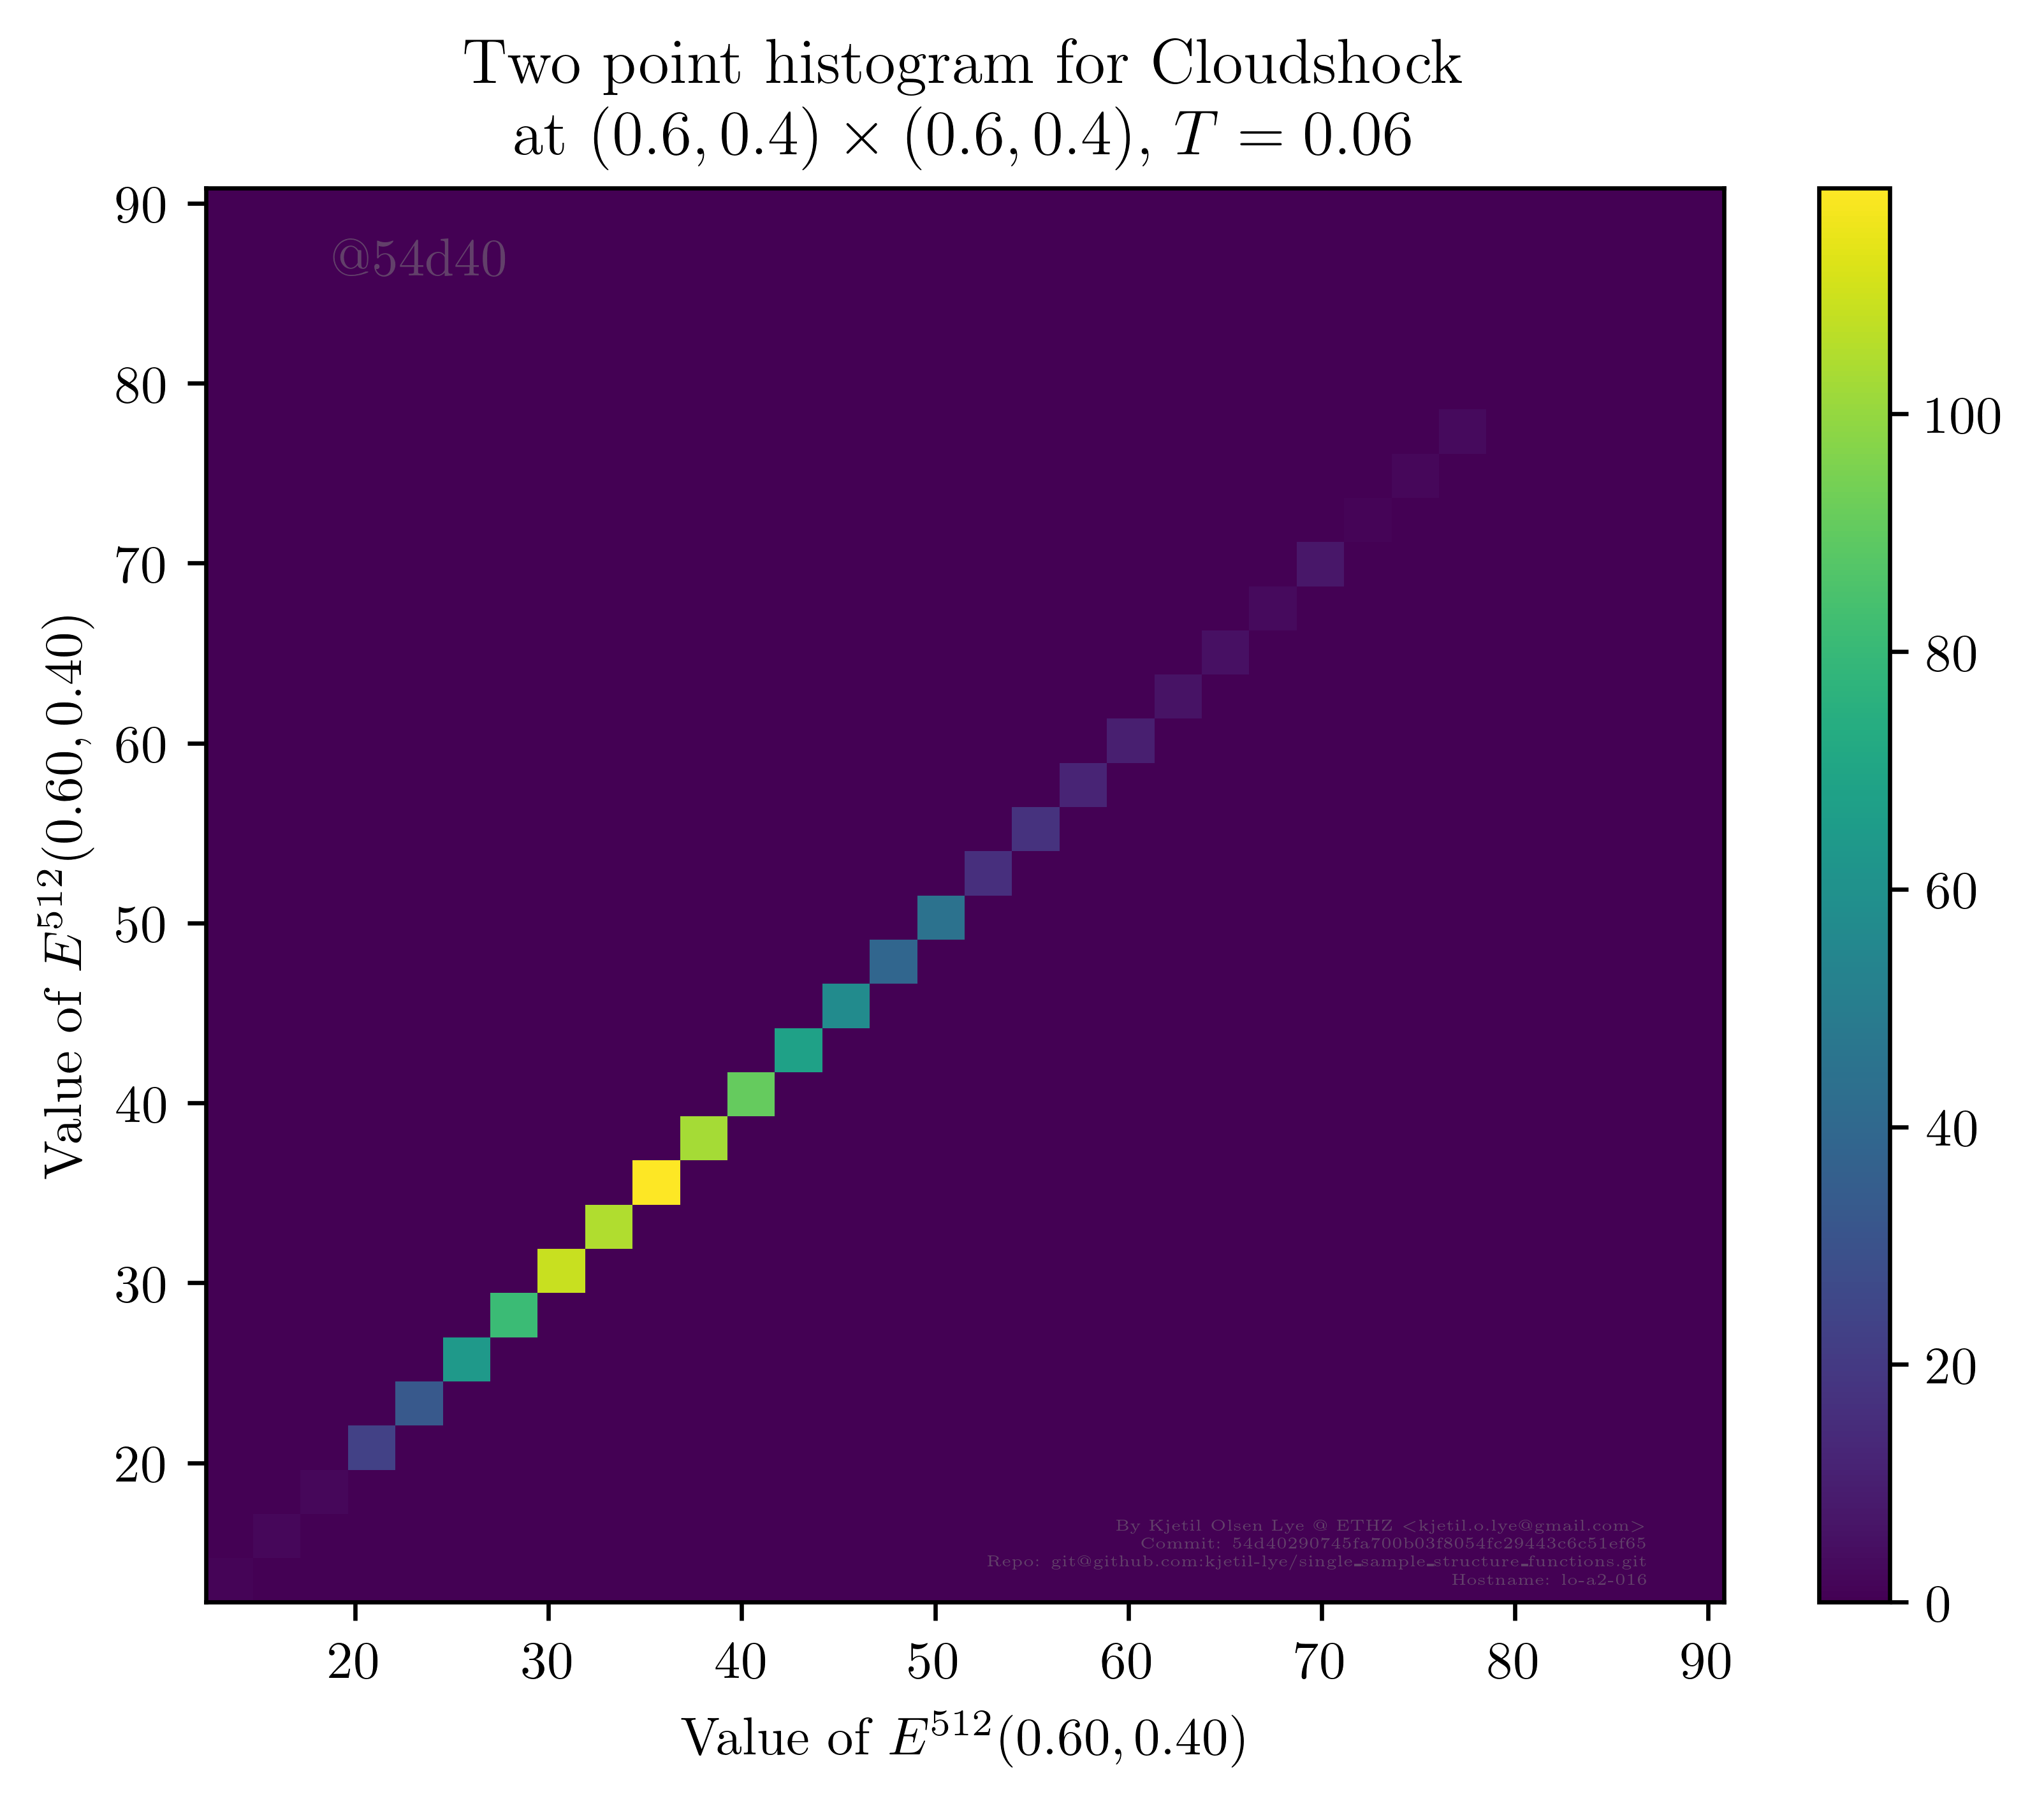 Two point histogram for Cloudshock
at (0.6, 0.4) × (0.6, 0.4), T = 0.06
90
80
70
60
50
40
30
20
Value of E^512(0.60, 0.40)
@54d40
By Kjetil Olsen Lye @ ETHZ <kjetil.o.lye@gmail.com>
Commit: 54d40290745fa700b03f8054fc29443c6c51ef65
Repo: git@github.com:kjetil-lye/single_sample_structure_functions.git
Hostname: lo-a2-016
20 30 40 50 60 70 80 90
Value of E^512(0.60, 0.40)
100
80
60
40
20
0